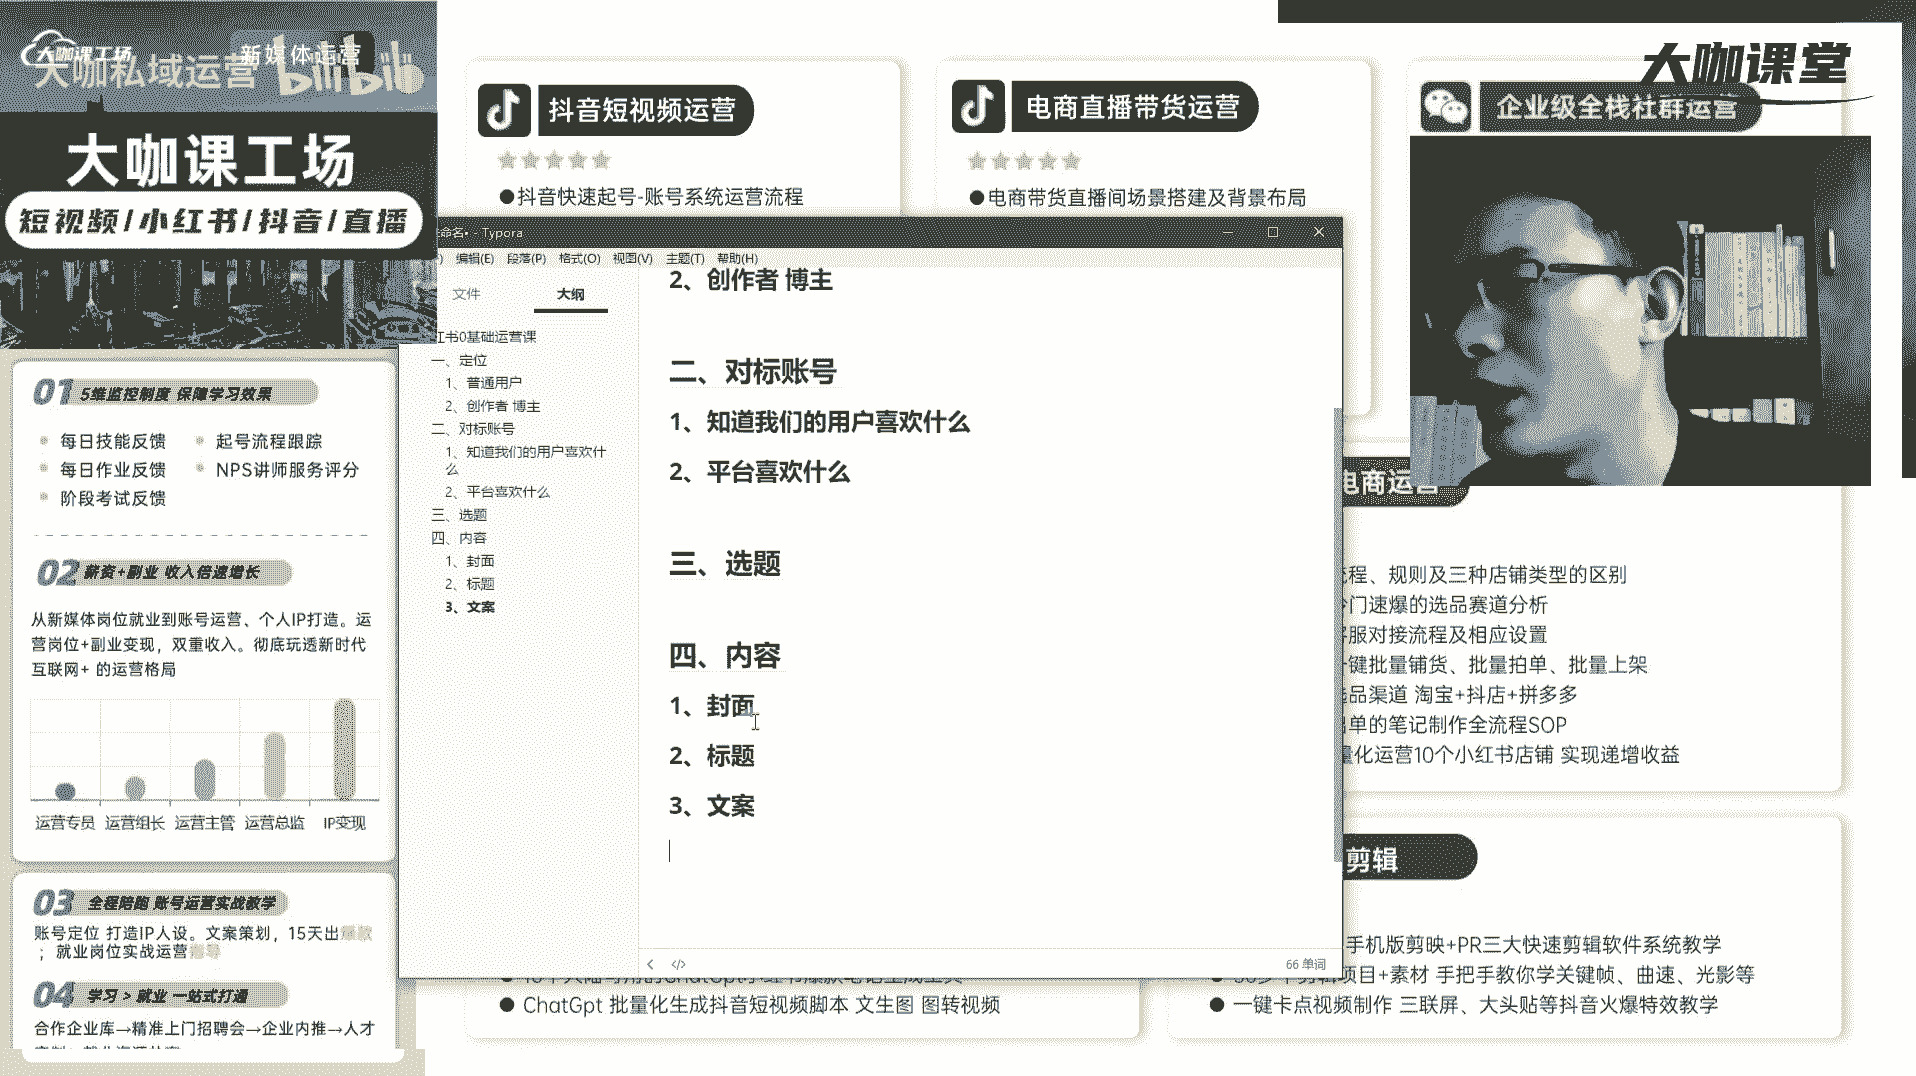 大咖课工场
新媒体运营
大咖私域运营
bilibili
大咖课工场
短视频/小红书/抖音/直播
01 5维监控制度 保障学习效果
每日技能反馈
起号流程跟踪
每日作业反馈
NPS讲师服务评分
阶段考试反馈
02 薪资+副业 收入倍速增长
从新媒体岗位就业到账号运营、个人IP打造。运
营岗位+副业变现，双重收入。彻底玩透新时代
互联网+ 的运营格局
运营专员 运营组长 运营主管 运营总监 IP变现
03 全程陪跑 账号运营实战教学
账号定位 打造IP人设。文案策划，15天出
；就业岗位实战运营
04 学习 > 就业 一站式打通
合作企业库→精准上门招聘会→企业内推→人才
抖音短视频运营
●抖音快速起号-账号系统运营流程
电商直播带货运营
●电商带货直播间场景搭建及背景布局
大咖课堂
企业级全栈社群运营
命名• - Typora
编辑(E) 段落(P) 格式(O) 视图(V) 主题(T) 帮助(H)
文件
大纲
书0基础运营课
一、定位
1、普通用户
2、创作者 博主
二、对标账号
1、知道我们的用户喜欢什
么
2、平台喜欢什么
三、选题
四、内容
1、封面
2、标题
3、文案
2、创作者 博主
二、对标账号
1、知道我们的用户喜欢什么
2、平台喜欢什么
三、选题
四、内容
1、封面
2、标题
3、文案
66 单词
电商运营
程、规则及三种店铺类型的区别
门速爆的选品赛道分析
服对接流程及相应设置
键批量铺货、批量拍单、批量上架
品渠道 淘宝+抖店+拼多多
单的笔记制作全流程SOP
量化运营10个小红书店铺 实现递增收益
● ChatGpt 批量化生成抖音短视频脚本 文生图 图转视频
剪辑
手机版剪映+PR三大快速剪辑软件系统教学
项目+素材 手把手教你学关键帧、曲速、光影等
● 一键卡点视频制作 三联屏、大头贴等抖音火爆特效教学